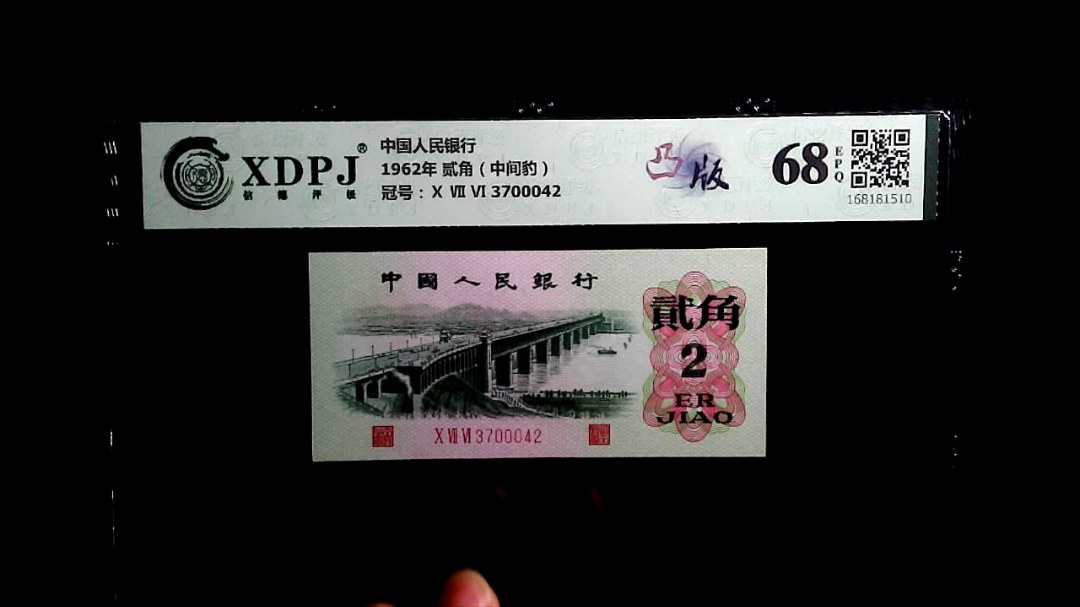 XDPJ®
信德评级
中国人民银行
1962年 贰角（中间豹）
冠号：X Ⅶ Ⅵ 3700042
凸版
68
EPQ
168181510
中國人民銀行
貳角
2
ER
JIAO
X Ⅶ Ⅵ 3700042